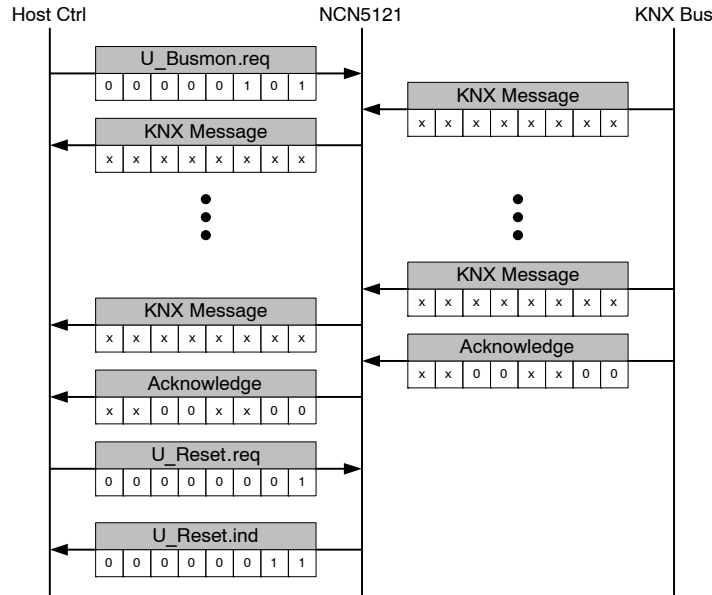 Host Ctrl NCN5121 KNX Bus
U_Busmon.req
0 0 0 0 0 1 0 1
KNX Message
x x x x x x x x
KNX Message
x x x x x x x x
KNX Message
x x x x x x x x
KNX Message
x x x x x x x x
Acknowledge
x x 0 0 x x 0 0
Acknowledge
x x 0 0 x x 0 0
U_Reset.req
0 0 0 0 0 0 0 1
U_Reset.ind
0 0 0 0 0 0 1 1